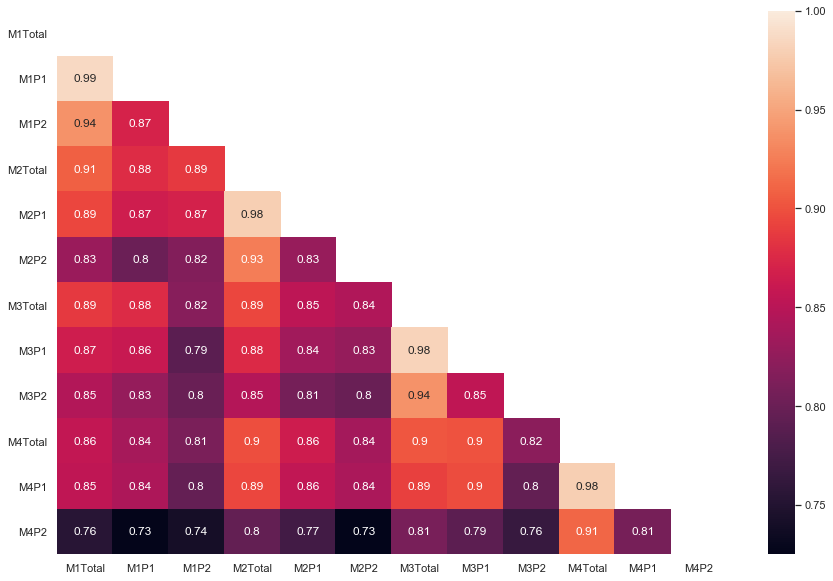 M1Total
M1P1 0.99
M1P2 0.94 0.87
M2Total 0.91 0.88 0.89
M2P1 0.89 0.87 0.87 0.98
M2P2 0.83 0.8 0.82 0.93 0.83
M3Total 0.89 0.88 0.82 0.89 0.85 0.84
M3P1 0.87 0.86 0.79 0.88 0.84 0.83 0.98
M3P2 0.85 0.83 0.8 0.85 0.81 0.8 0.94 0.85
M4Total 0.86 0.84 0.81 0.9 0.86 0.84 0.9 0.9 0.82
M4P1 0.85 0.84 0.8 0.89 0.86 0.84 0.89 0.9 0.8 0.98
M4P2 0.76 0.73 0.74 0.8 0.77 0.73 0.81 0.79 0.76 0.91 0.81
M1Total M1P1 M1P2 M2Total M2P1 M2P2 M3Total M3P1 M3P2 M4Total M4P1 M4P2
1.00
0.95
0.90
0.85
0.80
0.75